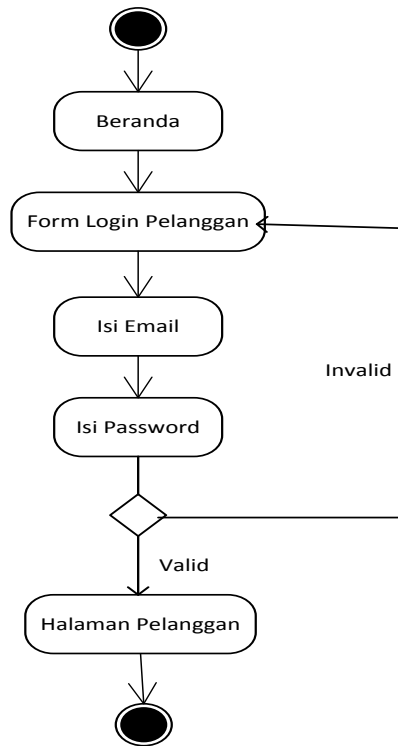 Beranda
Form Login Pelanggan
Isi Email
Invalid
Isi Password
Valid
Halaman Pelanggan